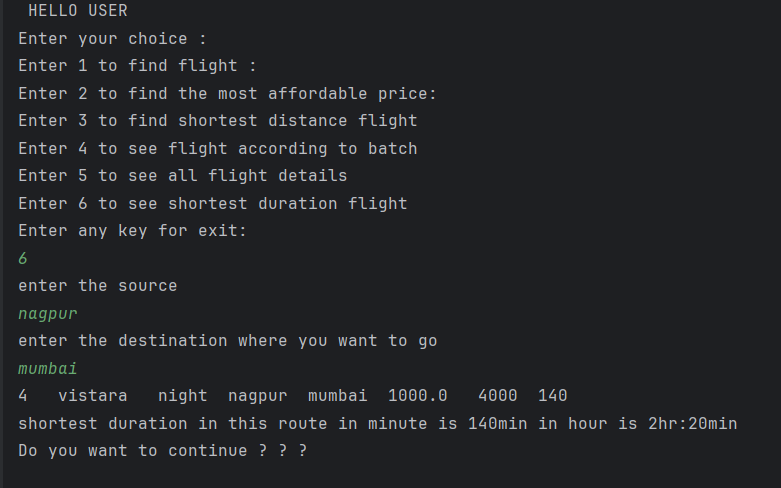 HELLO USER
Enter your choice :
Enter 1 to find flight :
Enter 2 to find the most affordable price:
Enter 3 to find shortest distance flight
Enter 4 to see flight according to batch
Enter 5 to see all flight details
Enter 6 to see shortest duration flight
Enter any key for exit:
6
enter the source
nagpur
enter the destination where you want to go
mumbai
4   vistara   night  nagpur  mumbai  1000.0   4000  140
shortest duration in this route in minute is 140min in hour is 2hr:20min
Do you want to continue ? ? ?